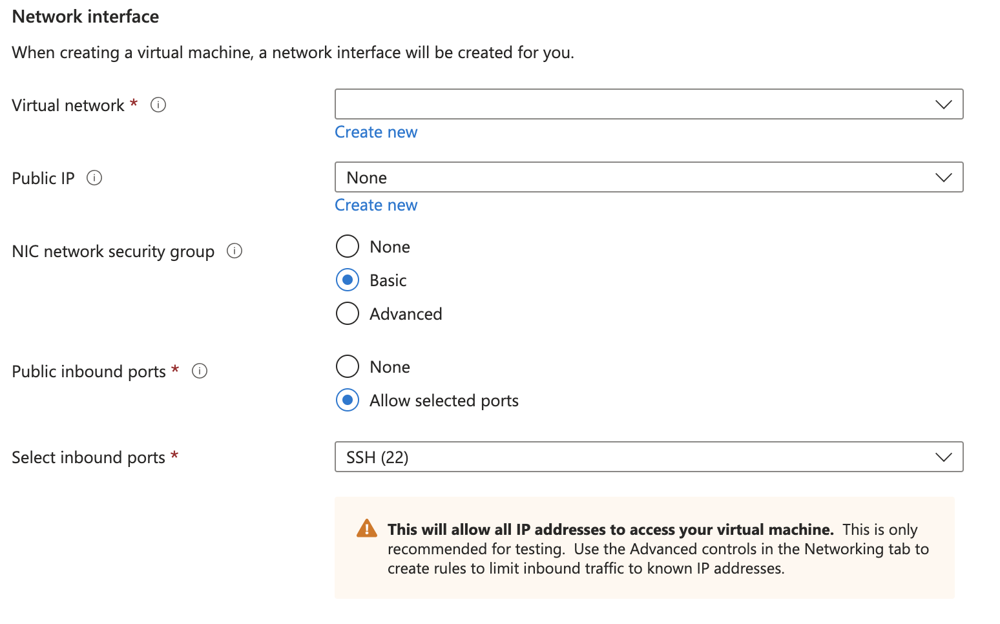 Network interface
When creating a virtual machine, a network interface will be created for you.
Virtual network *
Create new
Public IP
None
Create new
NIC network security group
None
Basic
Advanced
Public inbound ports *
None
Allow selected ports
Select inbound ports *
SSH (22)
This will allow all IP addresses to access your virtual machine. This is only
recommended for testing. Use the Advanced controls in the Networking tab to
create rules to limit inbound traffic to known IP addresses.